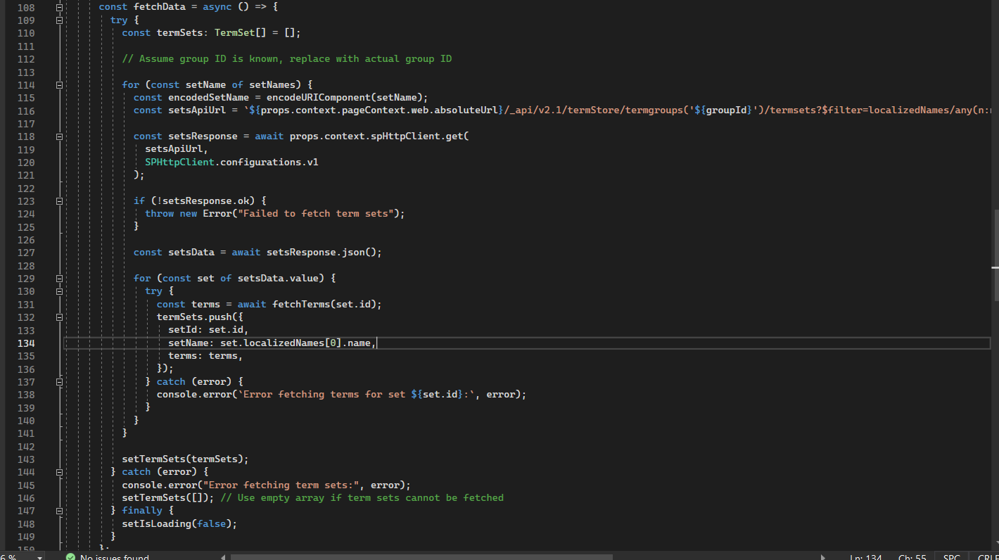 108 const fetchData = async () => {
109 try {
110 const termSets: TermSet[] = [];
111
112 // Assume group ID is known, replace with actual group ID
113
114 for (const setName of setNames) {
115 const encodedSetName = encodeURIComponent(setName);
116 const setsApiUrl = `${props.context.pageContext.web.absoluteUrl}/_api/v2.1/termStore/termgroups('${groupId}')/termsets?$filter=localizedNames/any(n:
117
118 const setsResponse = await props.context.spHttpClient.get(
119 setsApiUrl,
120 SPHttpClient.configurations.v1
121 );
122
123 if (!setsResponse.ok) {
124 throw new Error("Failed to fetch term sets");
125 }
126
127 const setsData = await setsResponse.json();
128
129 for (const set of setsData.value) {
130 try {
131 const terms = await fetchTerms(set.id);
132 termSets.push({
133 setId: set.id,
134 setName: set.localizedNames[0].name,
135 terms: terms,
136 });
137 } catch (error) {
138 console.error(`Error fetching terms for set ${set.id}:`, error);
139 }
140 }
141 }
142
143 setTermSets(termSets);
144 } catch (error) {
145 console.error("Error fetching term sets:", error);
146 setTermSets([]); // Use empty array if term sets cannot be fetched
147 } finally {
148 setIsLoading(false);
149 }
150 };
6 % No issues found Ln: 134 Ch: 55 SPC CRLF